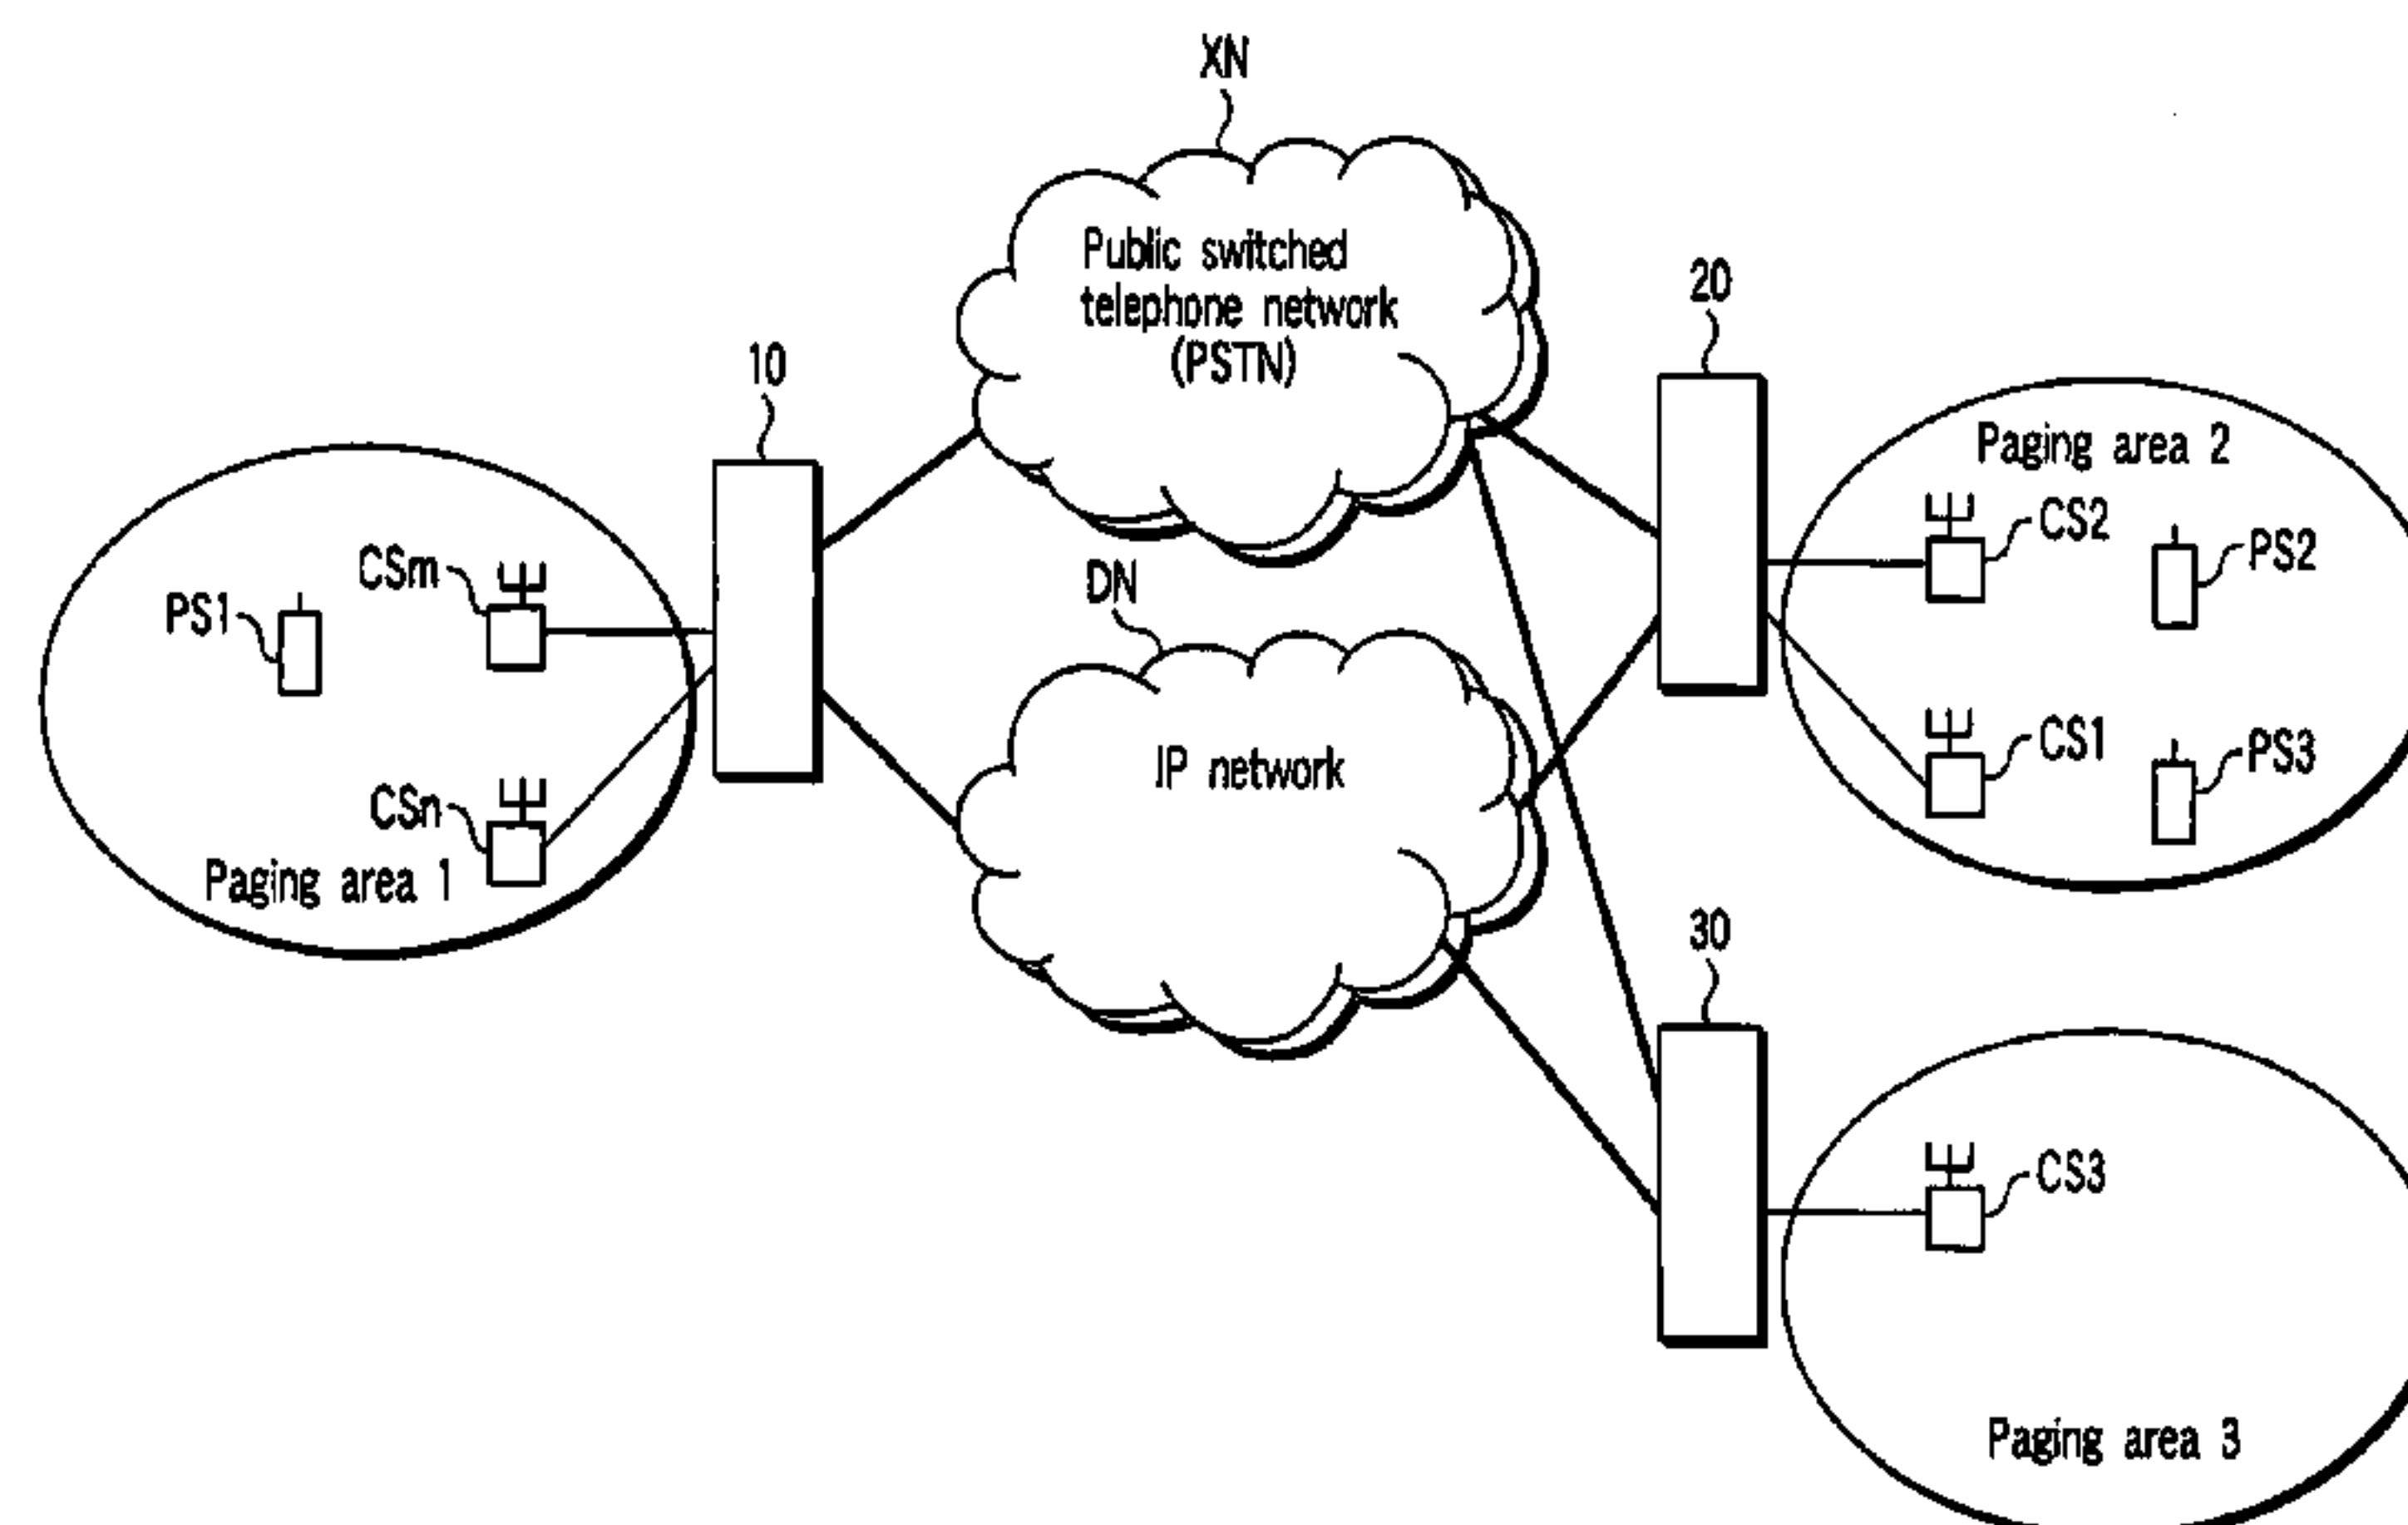 XN
Public switched
telephone network
(PSTN)
20
10
Paging area 2
CS2
PS2
CSm
PS1
DN
IP network
CS1
PS3
CSn
Paging area 1
30
CS3
Paging area 3